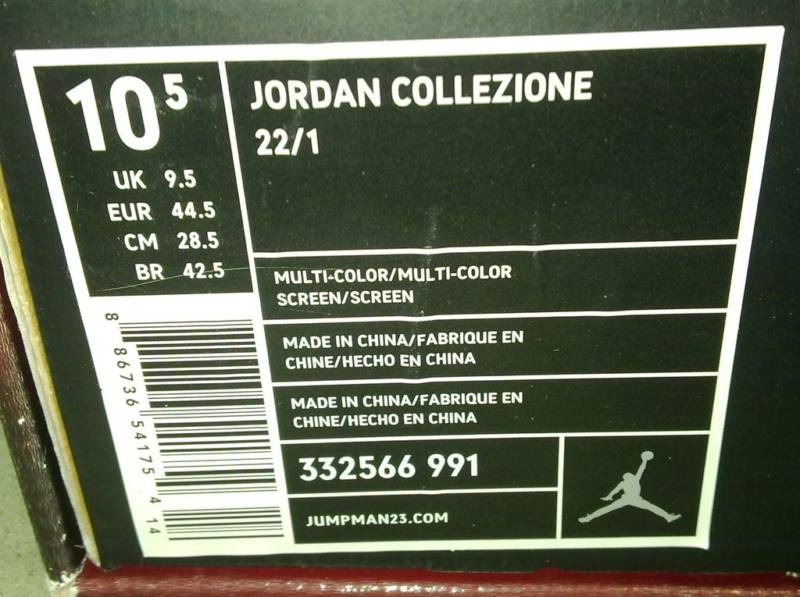 10⁵
UK 9.5
EUR 44.5
CM 28.5
BR 42.5
JORDAN COLLEZIONE
22/1
MULTI-COLOR/MULTI-COLOR
SCREEN/SCREEN
MADE IN CHINA/FABRIQUE EN
CHINE/HECHO EN CHINA
MADE IN CHINA/FABRIQUE EN
CHINE/HECHO EN CHINA
332566 991
JUMPMAN23.COM
8 86736 54175 4 14